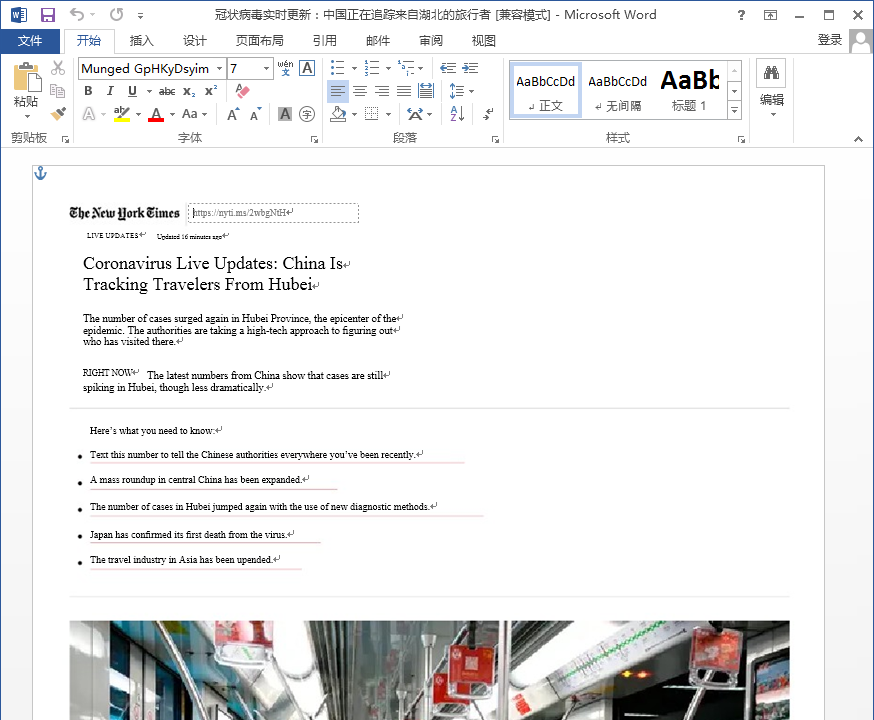 冠状病毒实时更新：中国正在追踪来自湖北的旅行者 [兼容模式] - Microsoft Word
文件 开始 插入 设计 页面布局 引用 邮件 审阅 视图 登录
Munged GpHKyDsyim 7 wén 文 A
粘贴 B I U abc X₂ X²
A ab A Aa A A A 字
AaBbCcDd AaBbCcDd AaBb
正文 无间隔 标题 1 编辑
剪贴板 字体 段落 样式
The New York Times https://nyti.ms/2wbgNtH
LIVE UPDATES Updated 16 minutes ago
Coronavirus Live Updates: China Is
Tracking Travelers From Hubei
The number of cases surged again in Hubei Province, the epicenter of the
epidemic. The authorities are taking a high-tech approach to figuring out
who has visited there.
RIGHT NOW The latest numbers from China show that cases are still
spiking in Hubei, though less dramatically.
Here’s what you need to know:
• Text this number to tell the Chinese authorities everywhere you’ve been recently.
• A mass roundup in central China has been expanded.
• The number of cases in Hubei jumped again with the use of new diagnostic methods.
• Japan has confirmed its first death from the virus.
• The travel industry in Asia has been upended.